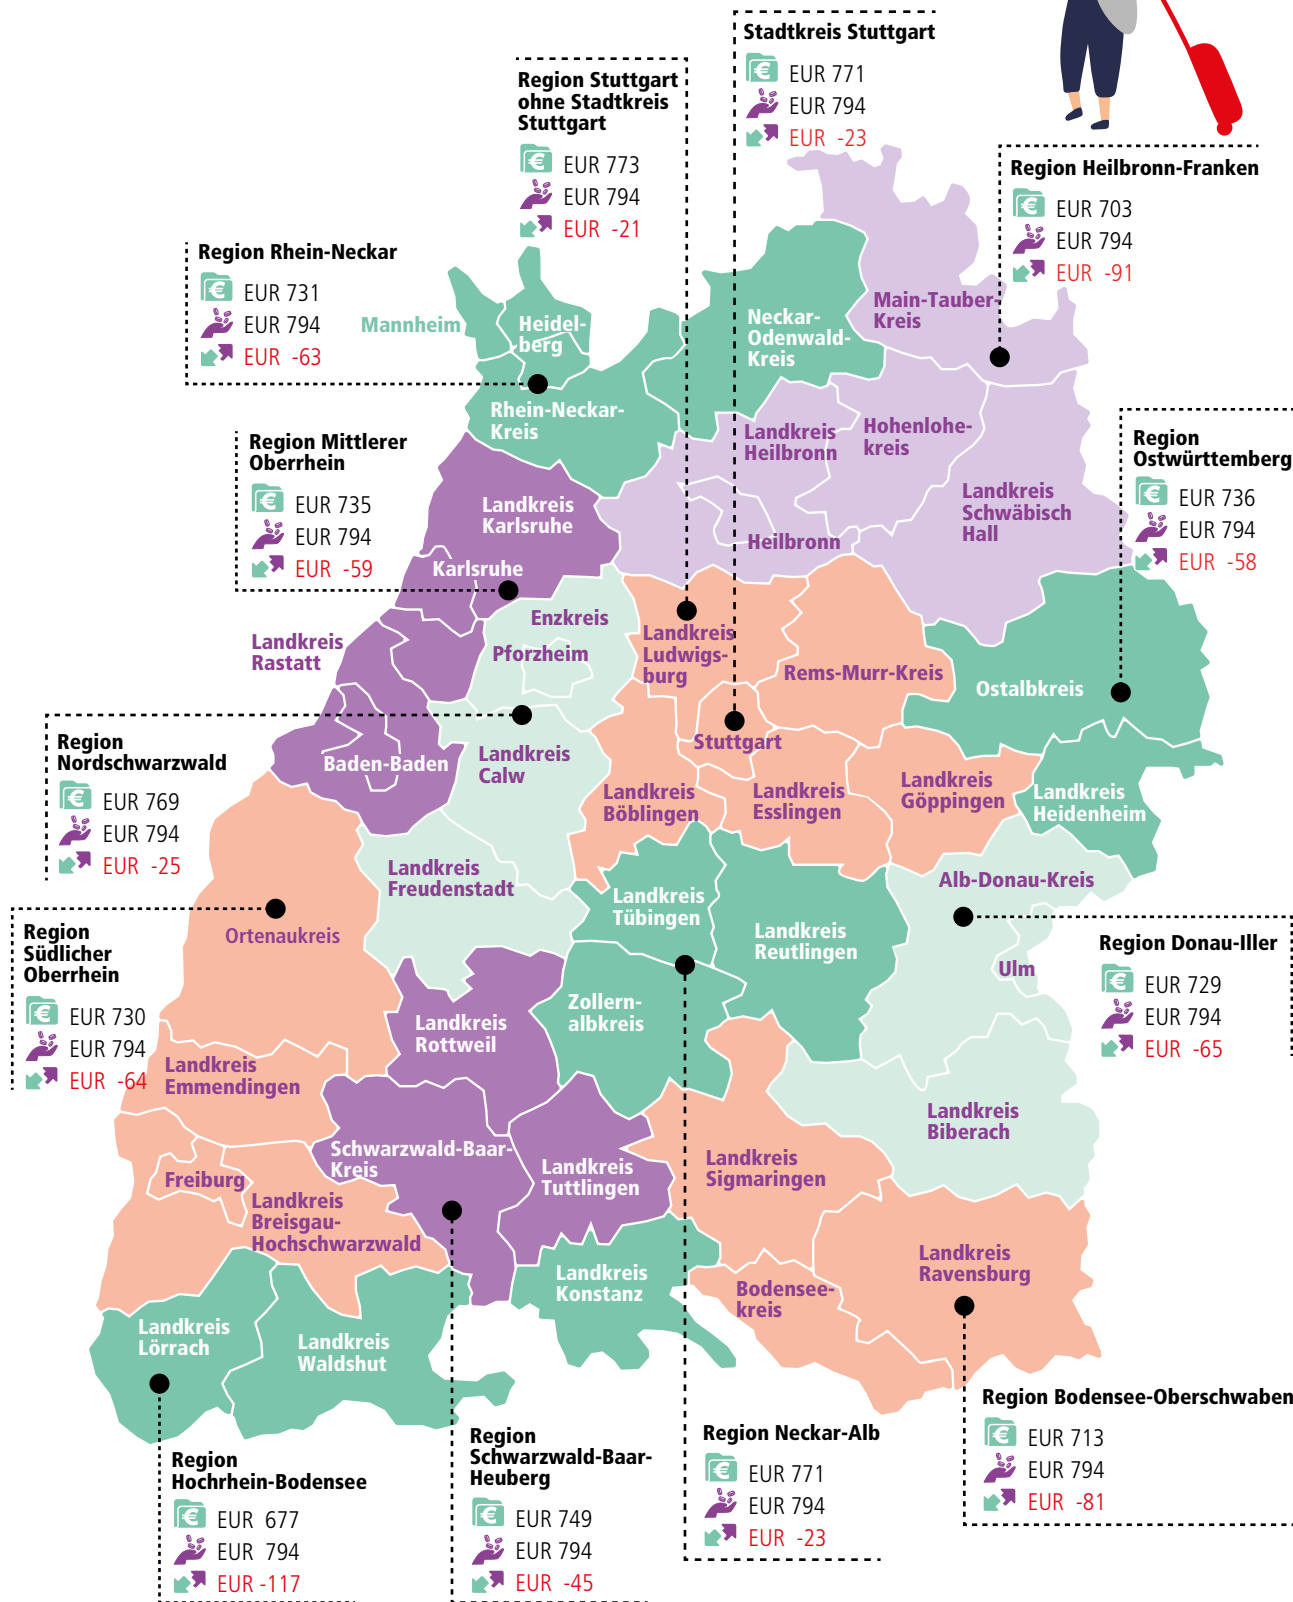 Stadtkreis Stuttgart
EUR 771
EUR 794
EUR -23
Region Stuttgart
ohne Stadtkreis
Stuttgart
EUR 773
EUR 794
EUR -21
Region Heilbronn-Franken
EUR 703
EUR 794
EUR -91
Region Rhein-Neckar
EUR 731
EUR 794
EUR -63
Mannheim
Heidel-
berg
Neckar-
Odenwald-
Kreis
Main-Tauber-
Kreis
Rhein-Neckar-
Kreis
Landkreis
Heilbronn
Hohenlohe-
kreis
Region Mittlerer
Oberrhein
EUR 735
EUR 794
EUR -59
Region
Ostwürttemberg
EUR 736
EUR 794
EUR -58
Landkreis
Karlsruhe
Landkreis
Schwäbisch
Hall
Heilbronn
Karlsruhe
Enzkreis
Pforzheim
Landkreis
Rastatt
Landkreis
Ludwigs-
burg
Rems-Murr-Kreis
Ostalbkreis
Stuttgart
Region
Nordschwarzwald
EUR 769
EUR 794
EUR -25
Baden-Baden
Landkreis
Calw
Landkreis
Böblingen
Landkreis
Esslingen
Landkreis
Göppingen
Landkreis
Heidenheim
Landkreis
Freudenstadt
Landkreis
Tübingen
Landkreis
Reutlingen
Alb-Donau-Kreis
Ulm
Region
Südlicher
Oberrhein
EUR 730
EUR 794
EUR -64
Ortenaukreis
Region Donau-Iller
EUR 729
EUR 794
EUR -65
Landkreis
Rottweil
Zollern-
albkreis
Landkreis
Emmendingen
Landkreis
Biberach
Schwarzwald-Baar-
Kreis
Landkreis
Tuttlingen
Landkreis
Sigmaringen
Freiburg
Landkreis
Breisgau-
Hochschwarzwald
Landkreis
Konstanz
Bodensee-
kreis
Landkreis
Ravensburg
Landkreis
Lörrach
Landkreis
Waldshut
Region
Hochrhein-Bodensee
EUR 677
EUR 794
EUR -117
Region
Schwarzwald-Baar-
Heuberg
EUR 749
EUR 794
EUR -45
Region Neckar-Alb
EUR 771
EUR 794
EUR -23
Region Bodensee-Oberschwaben
EUR 713
EUR 794
EUR -81